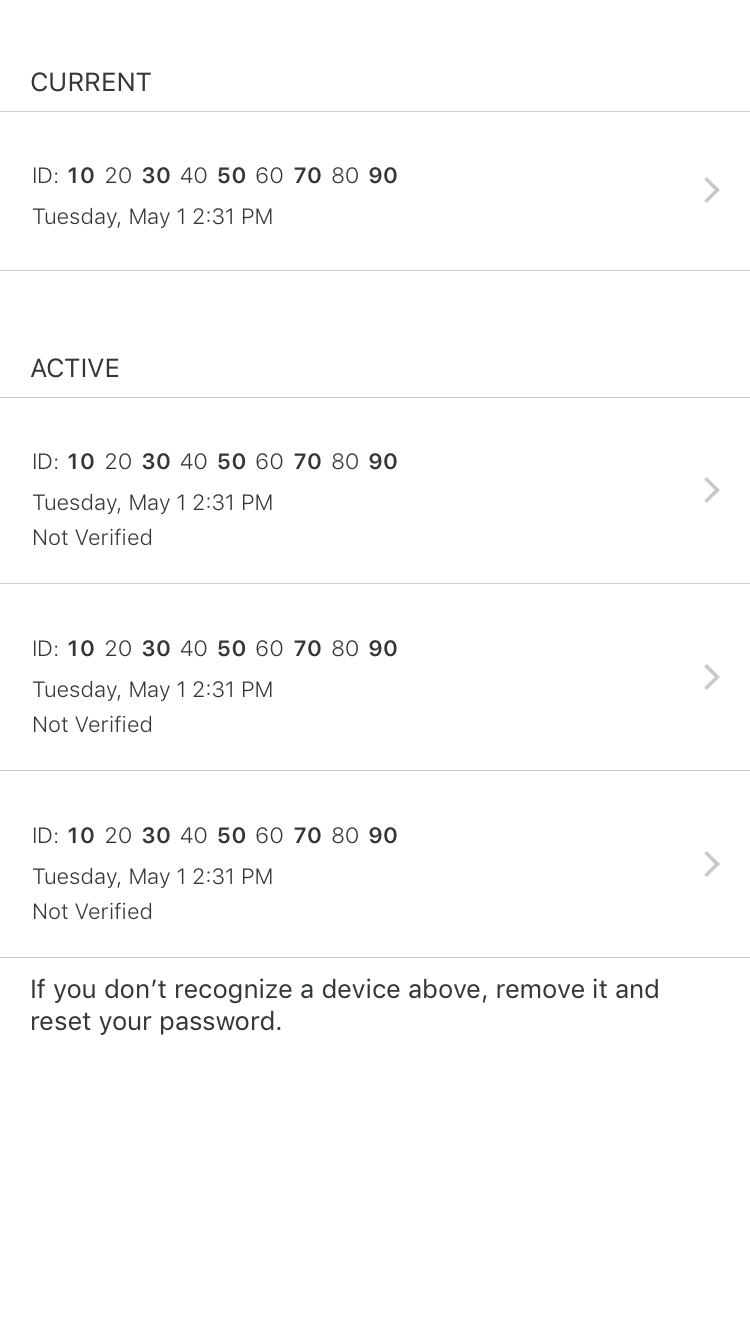 CURRENT
ID: 10 20 30 40 50 60 70 80 90
Tuesday, May 1 2:31 PM
ACTIVE
ID: 10 20 30 40 50 60 70 80 90
Tuesday, May 1 2:31 PM
Not Verified
ID: 10 20 30 40 50 60 70 80 90
Tuesday, May 1 2:31 PM
Not Verified
ID: 10 20 30 40 50 60 70 80 90
Tuesday, May 1 2:31 PM
Not Verified
If you don’t recognize a device above, remove it and
reset your password.